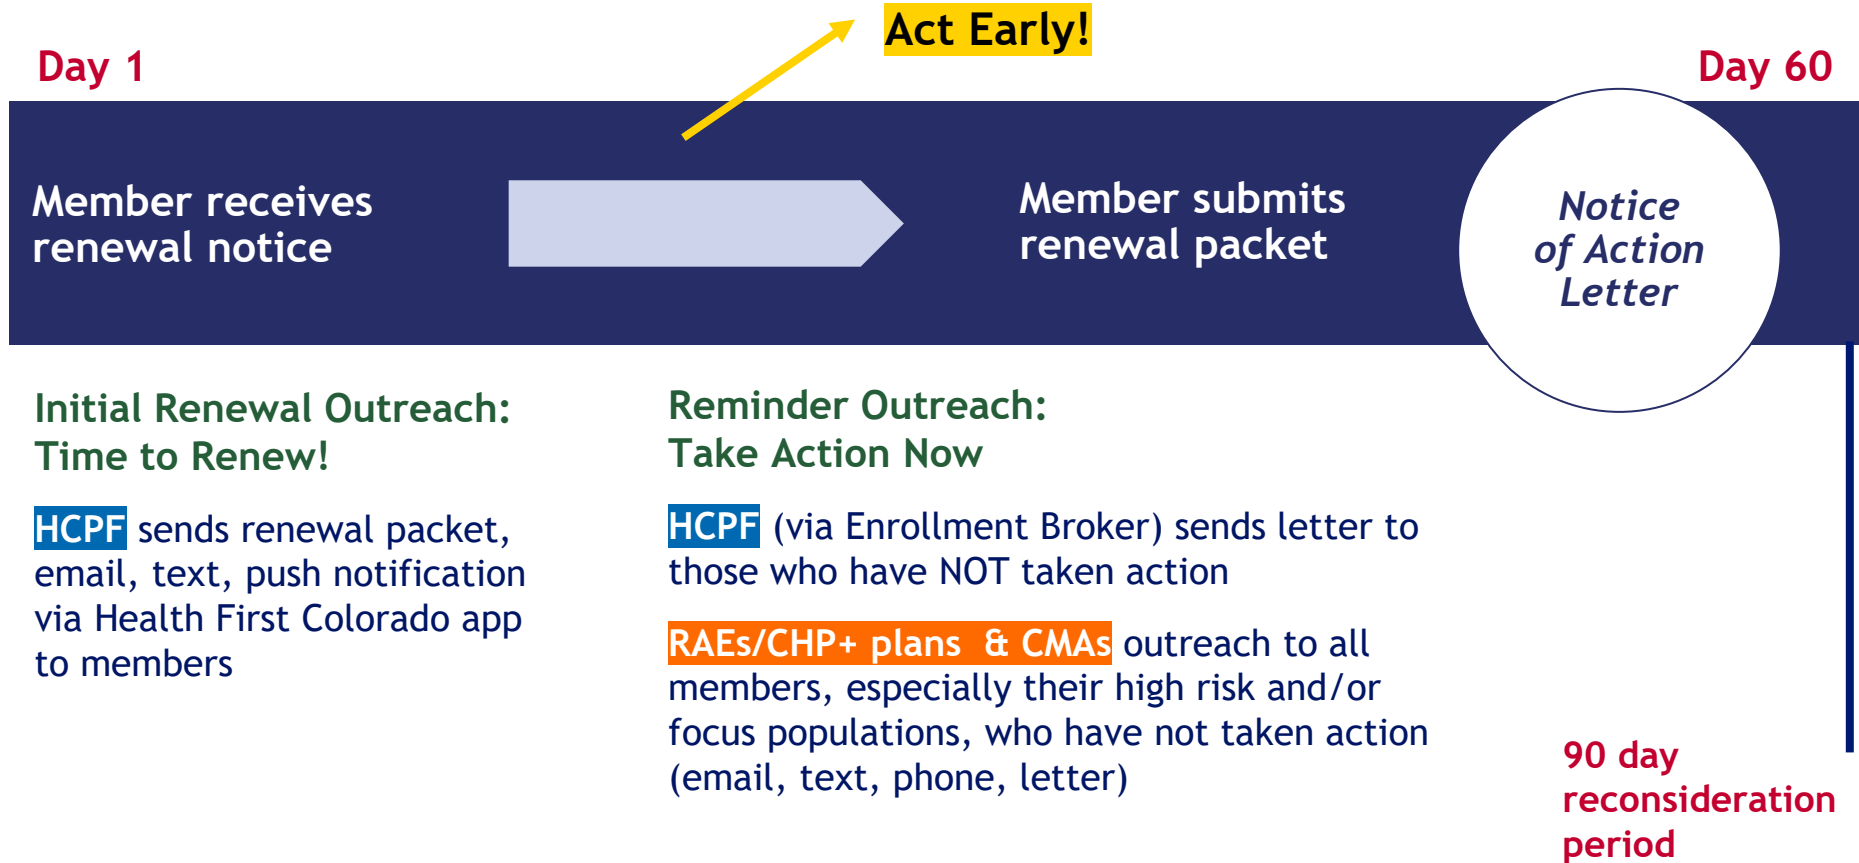 Act Early!
Day 1
Day 60
Member receives
renewal notice
Member submits
renewal packet
Notice
of Action
Letter
Initial Renewal Outreach:
Time to Renew!
HCPF sends renewal packet,
email, text, push notification
via Health First Colorado app
to members
Reminder Outreach:
Take Action Now
HCPF (via Enrollment Broker) sends letter to
those who have NOT taken action
RAEs/CHP+ plans & CMAs outreach to all
members, especially their high risk and/or
focus populations, who have not taken action
(email, text, phone, letter)
90 day
reconsideration
period